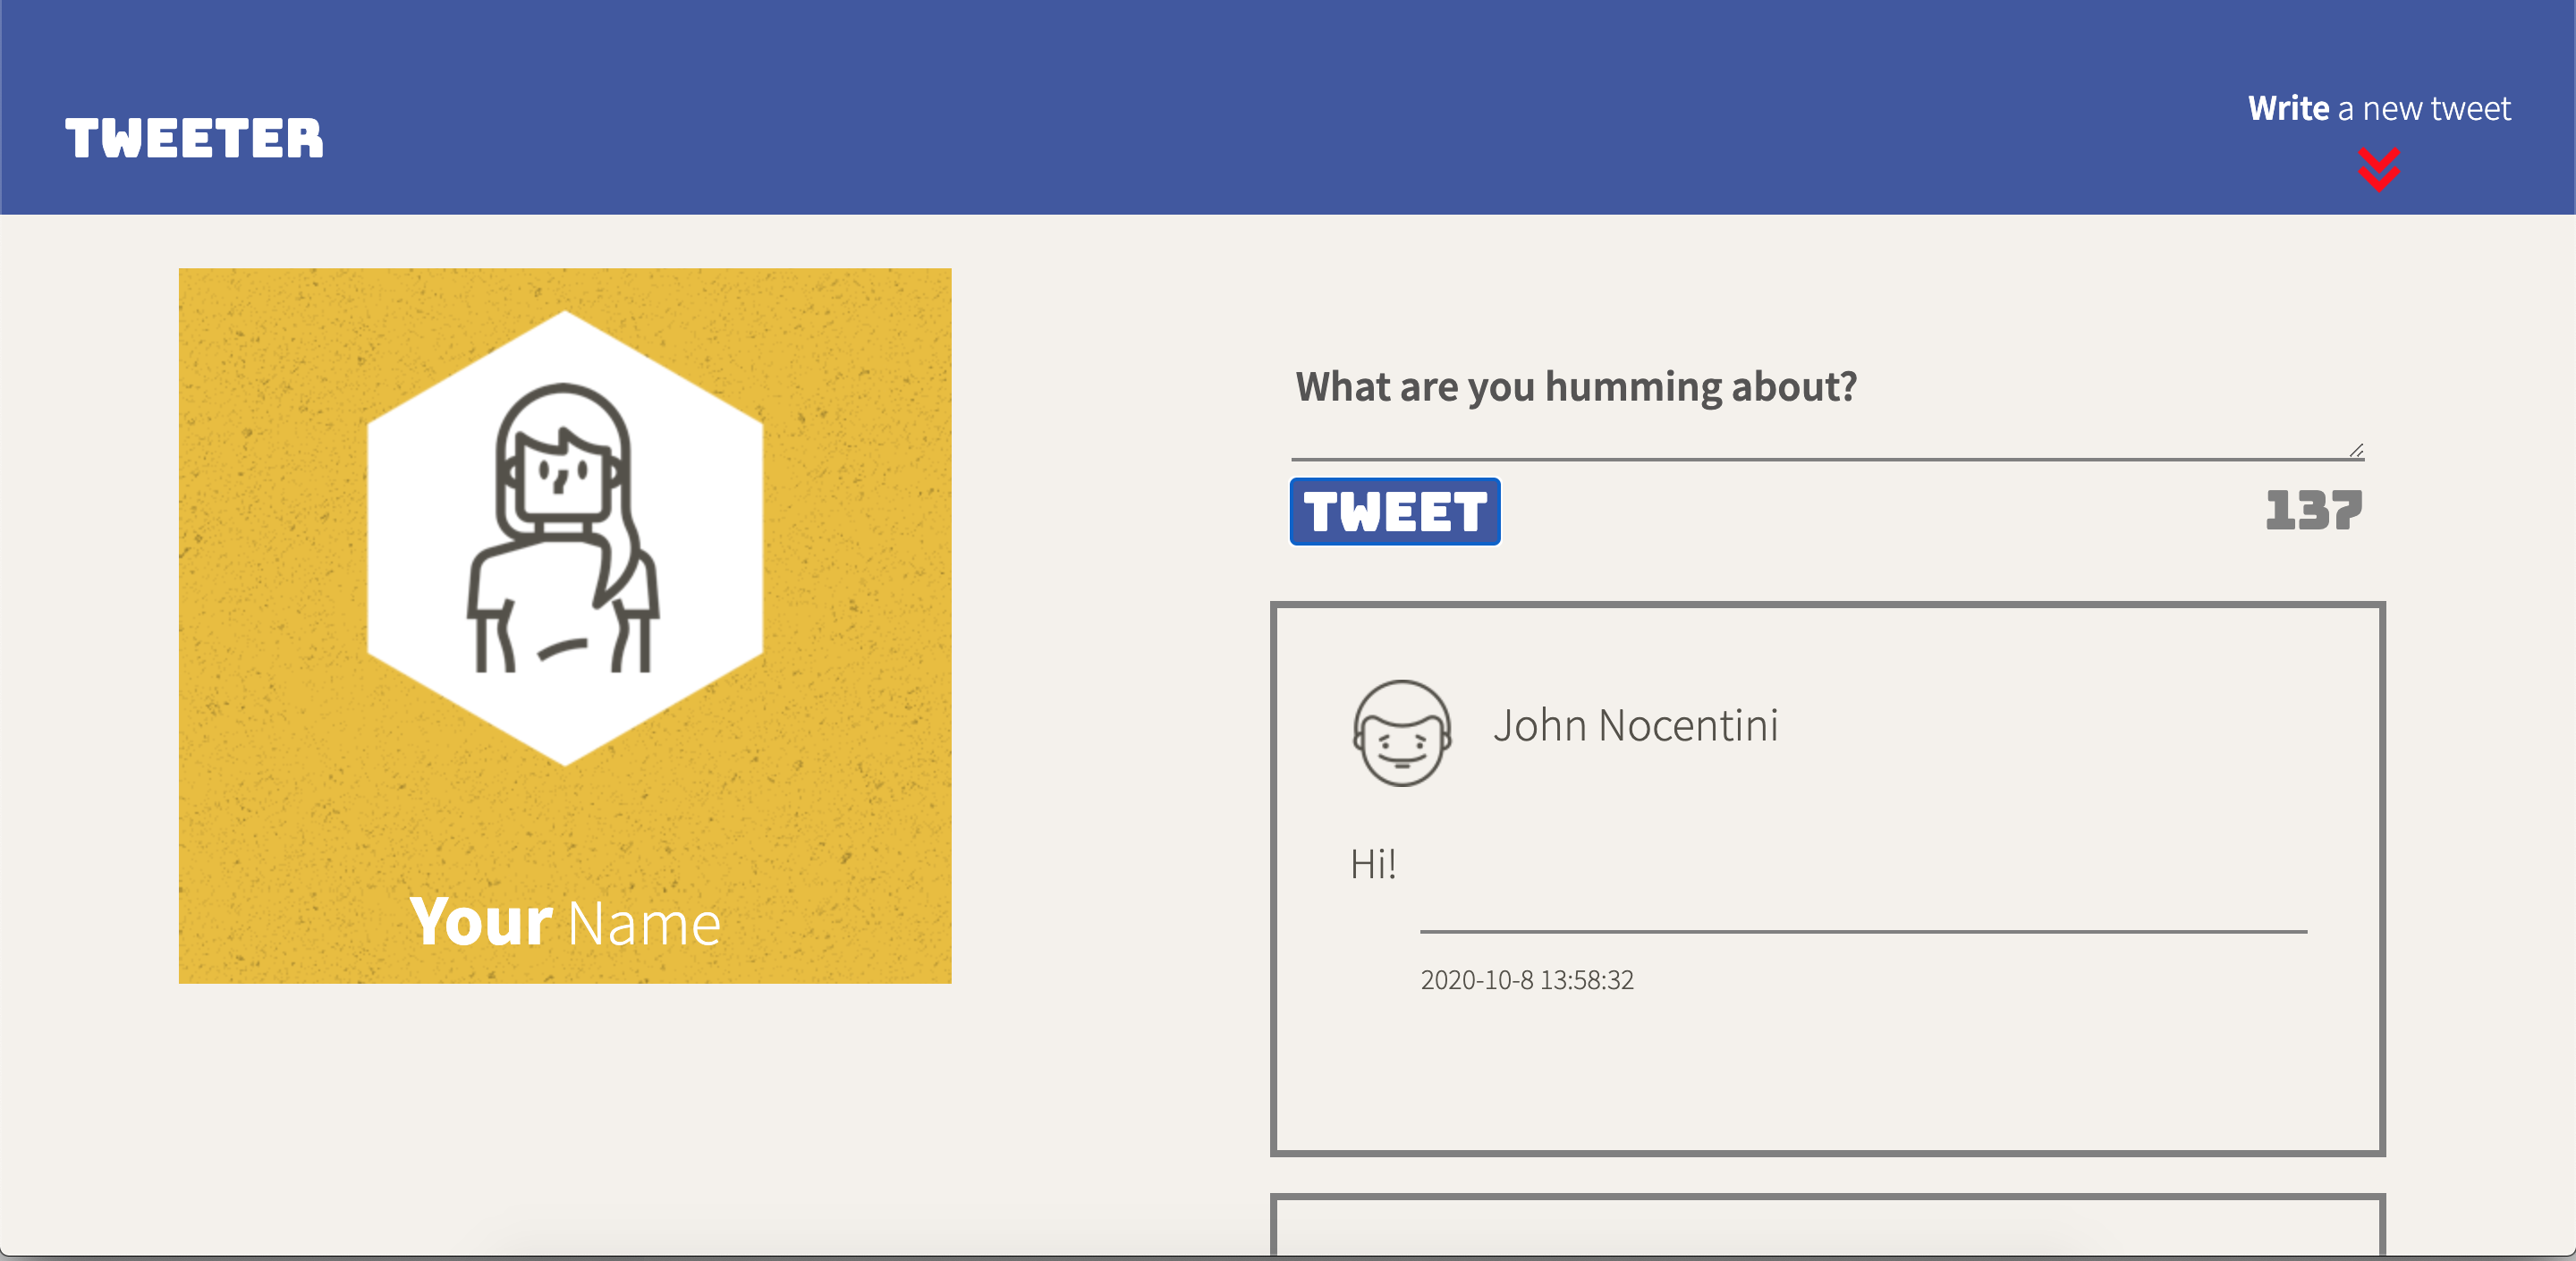 TWEETER
Write a new tweet
Your Name
What are you humming about?
TWEET
137
John Nocentini
Hi!
2020-10-8 13:58:32